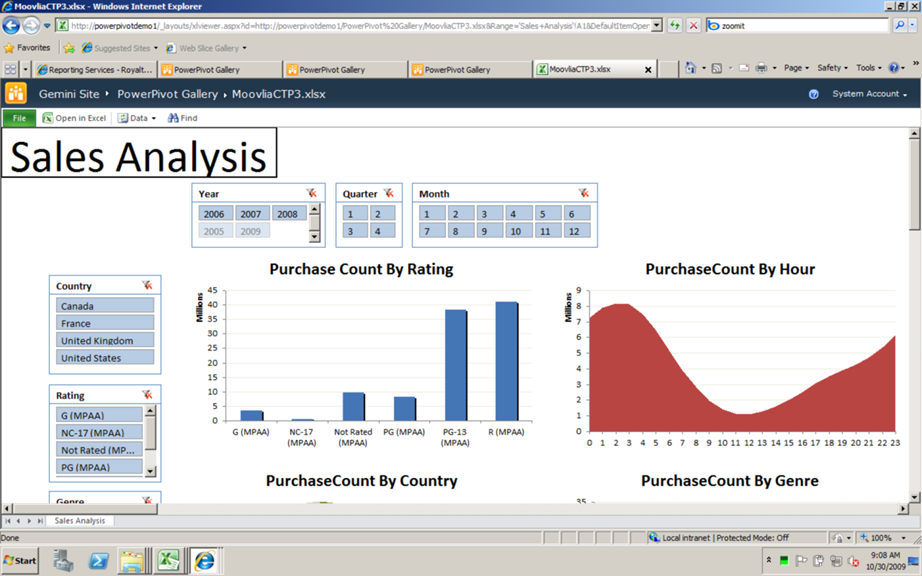 MoovliaCTP3.xlsx - Windows Internet Explorer
http://powerpivotdemo1/_layouts/xlviewer.aspx?id=http://powerpivotdemo1/PowerPivot%20Gallery/MoovliaCTP3.xlsx&Range='Sales+Analysis'!A1&DefaultItemOpen
zoomit
Favorites Suggested Sites Web Slice Gallery
Reporting Services - Royalt... PowerPivot Gallery PowerPivot Gallery PowerPivot Gallery MoovliaCTP3.xlsx x Page Safety Tools
Gemini Site PowerPivot Gallery MoovliaCTP3.xlsx System Account
File Open in Excel Data Find
Sales Analysis
Year Quarter Month
2006 2007 2008 1 2 1 2 3 4 5 6
2005 2009 3 4 7 8 9 10 11 12
Country
Canada
France
United Kingdom
United States
Rating
G (MPAA)
NC-17 (MPAA)
Not Rated (MP...
PG (MPAA)
Genre
Purchase Count By Rating
Millions
45
40
35
30
25
20
15
10
5
0
G (MPAA) NC-17 (MPAA) Not Rated (MPAA) PG (MPAA) PG-13 (MPAA) R (MPAA)
PurchaseCount By Hour
Millions
9
8
7
6
5
4
3
2
1
0
0 1 2 3 4 5 6 7 8 9 10 11 12 13 14 15 16 17 18 19 20 21 22 23
PurchaseCount By Country
PurchaseCount By Genre
35
Sales Analysis
Done Local intranet | Protected Mode: Off 100%
Start 9:08 AM
10/30/2009